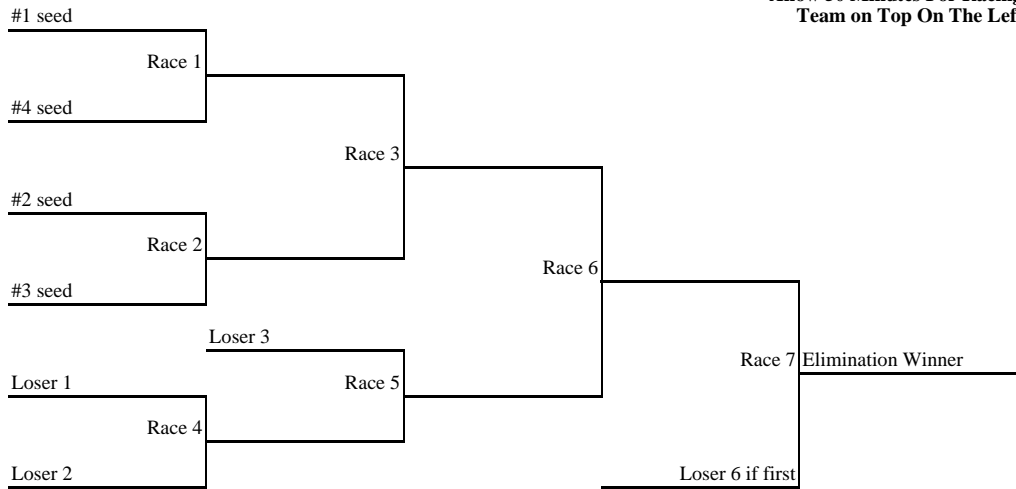 Team on Top On The Lef
#1 seed
Race 1
#4 seed
Race 3
#2 seed
Race 2
#3 seed
Race 6
Loser 3
Race 7 Elimination Winner
Loser 1
Race 5
Race 4
Loser 2
Loser 6 if first